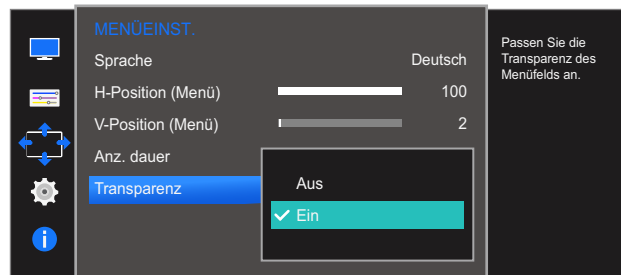 MENÜEINST.
Sprache Deutsch
H-Position (Menü) 100
V-Position (Menü) 2
Anz. dauer
Transparenz
Aus
Ein
Passen Sie die
Transparenz des
Menüfelds an.